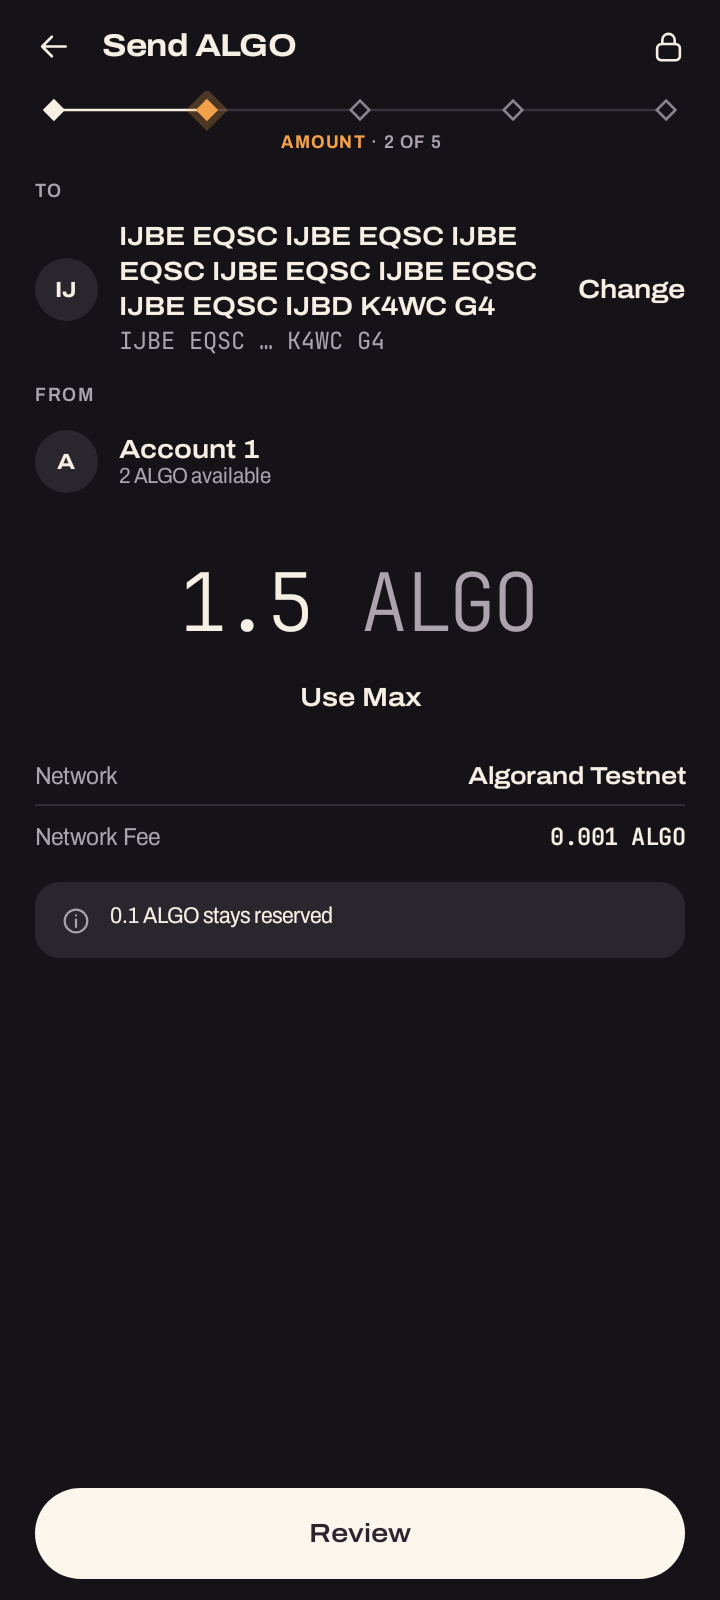 Send ALGO
AMOUNT · 2 OF 5
TO
IJ
IJBE EQSC IJBE EQSC IJBE
EQSC IJBE EQSC IJBE EQSC
IJBE EQSC IJBD K4WC G4
IJBE EQSC … K4WC G4
Change
FROM
A
Account 1
2 ALGO available
1.5 ALGO
Use Max
Network Algorand Testnet
Network Fee 0.001 ALGO
0.1 ALGO stays reserved
Review